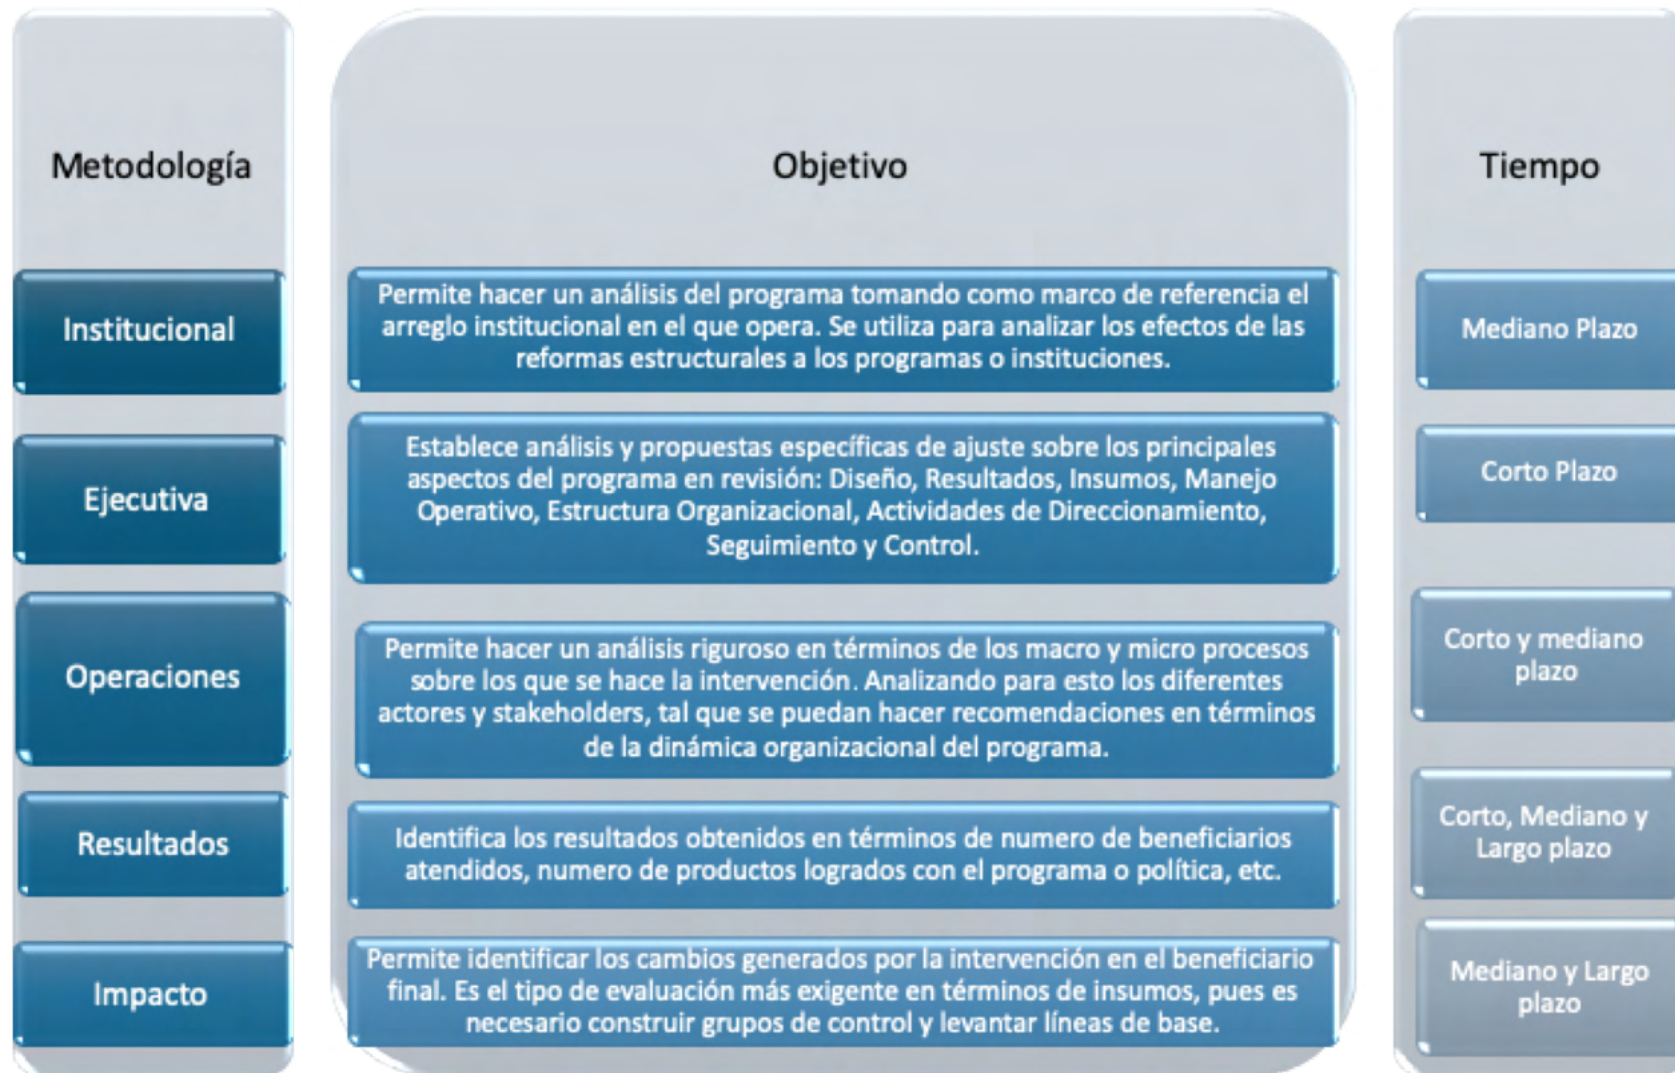 Metodología
Objetivo
Tiempo
Institucional
Permite hacer un análisis del programa tomando como marco de referencia el
arreglo institucional en el que opera. Se utiliza para analizar los efectos de las
reformas estructurales a los programas o instituciones.
Mediano Plazo
Ejecutiva
Establece análisis y propuestas específicas de ajuste sobre los principales
aspectos del programa en revisión: Diseño, Resultados, Insumos, Manejo
Operativo, Estructura Organizacional, Actividades de Direccionamiento,
Seguimiento y Control.
Corto Plazo
Operaciones
Permite hacer un análisis riguroso en términos de los macro y micro procesos
sobre los que se hace la intervención. Analizando para esto los diferentes
actores y stakeholders, tal que se puedan hacer recomendaciones en términos
de la dinámica organizacional del programa.
Corto y mediano
plazo
Resultados
Identifica los resultados obtenidos en términos de numero de beneficiarios
atendidos, numero de productos logrados con el programa o política, etc.
Corto, Mediano y
Largo plazo
Impacto
Permite identificar los cambios generados por la intervención en el beneficiario
final. Es el tipo de evaluación más exigente en términos de insumos, pues es
necesario construir grupos de control y levantar líneas de base.
Mediano y Largo
plazo